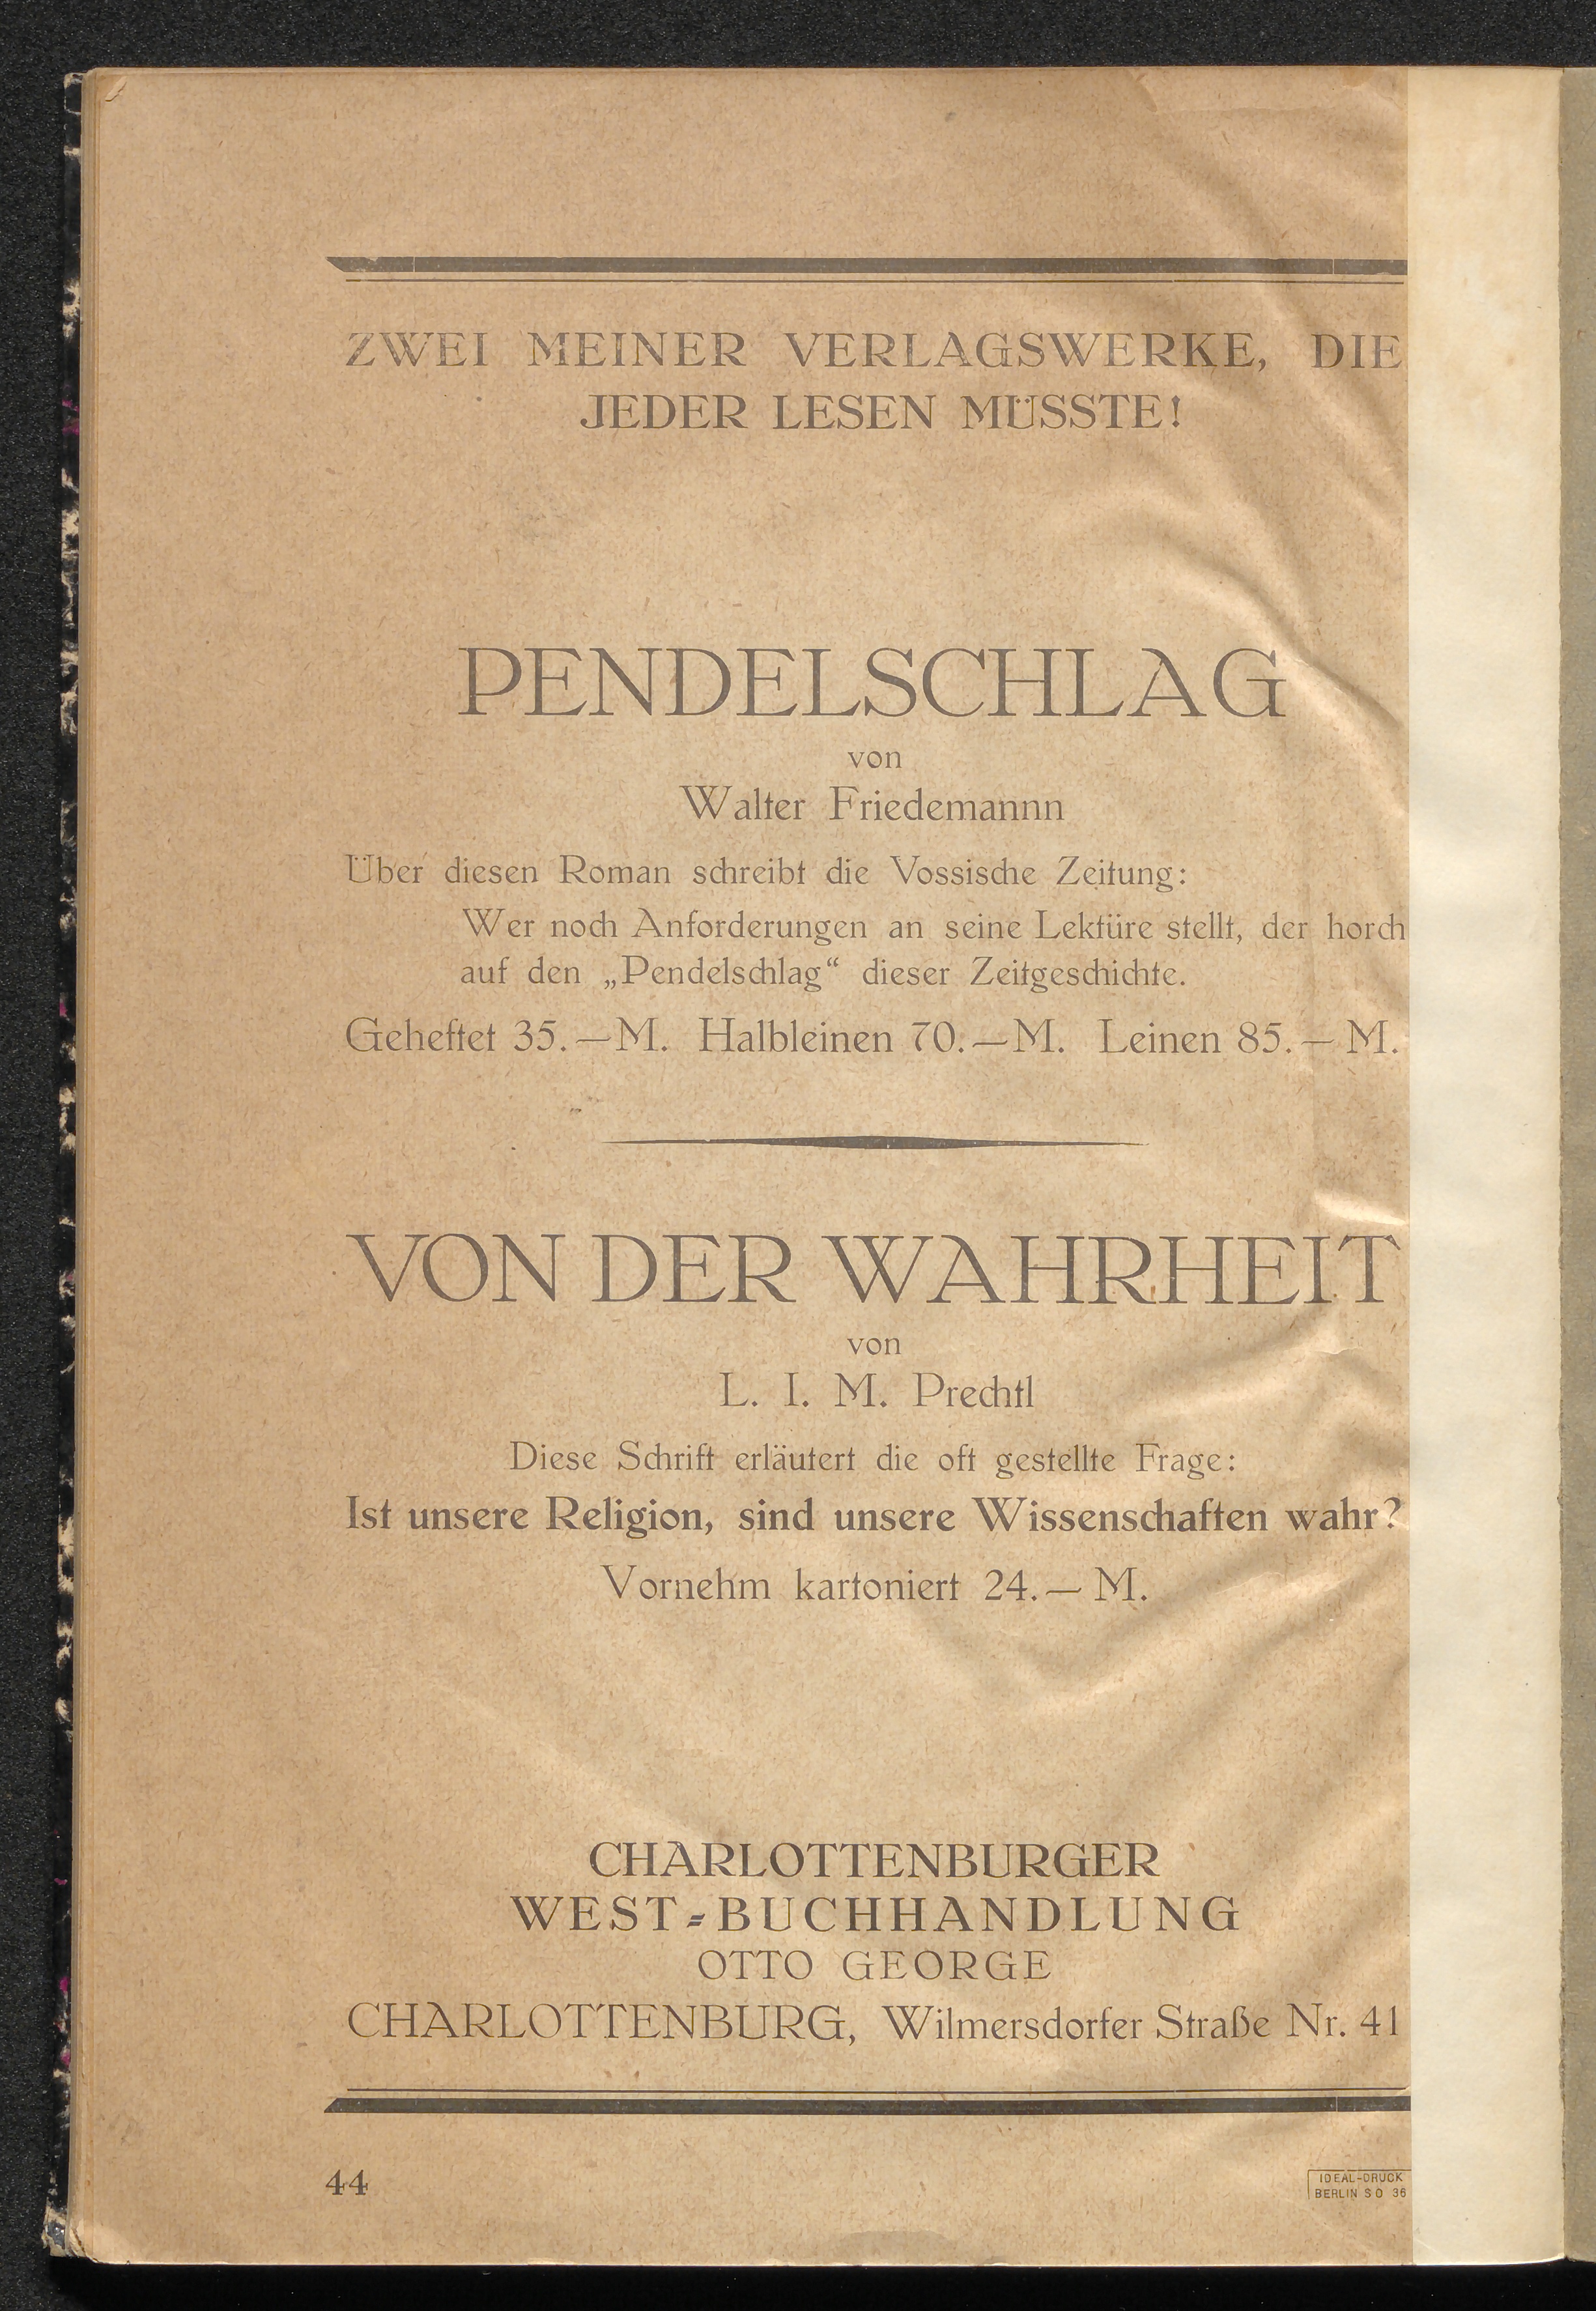 ZWEI MEINER VERLAGSWERKE, DIE
JEDER LESEN MÜSSTE!
PENDELSCHLAG
von
Walter Friedemannn
Über diesen Roman schreibt die Vossische Zeitung:
Wer noch Anforderungen an seine Lektüre stellt, der horch
auf den „Pendelschlag“ dieser Zeitgeschichte.
Geheftet 35.—M. Halbleinen 70.—M. Leinen 85.— M.
VON DER WAHRHEIT
von
L. I. M. Prechtl
Diese Schrift erläutert die oft gestellte Frage:
Ist unsere Religion, sind unsere Wissenschaften wahr?
Vornehm kartoniert 24.— M.
CHARLOTTENBURGER
WEST-BUCHHANDLUNG
OTTO GEORGE
CHARLOTTENBURG, Wilmersdorfer Straße Nr. 41
44
IDEAL-DRUCK
BERLIN SO 36